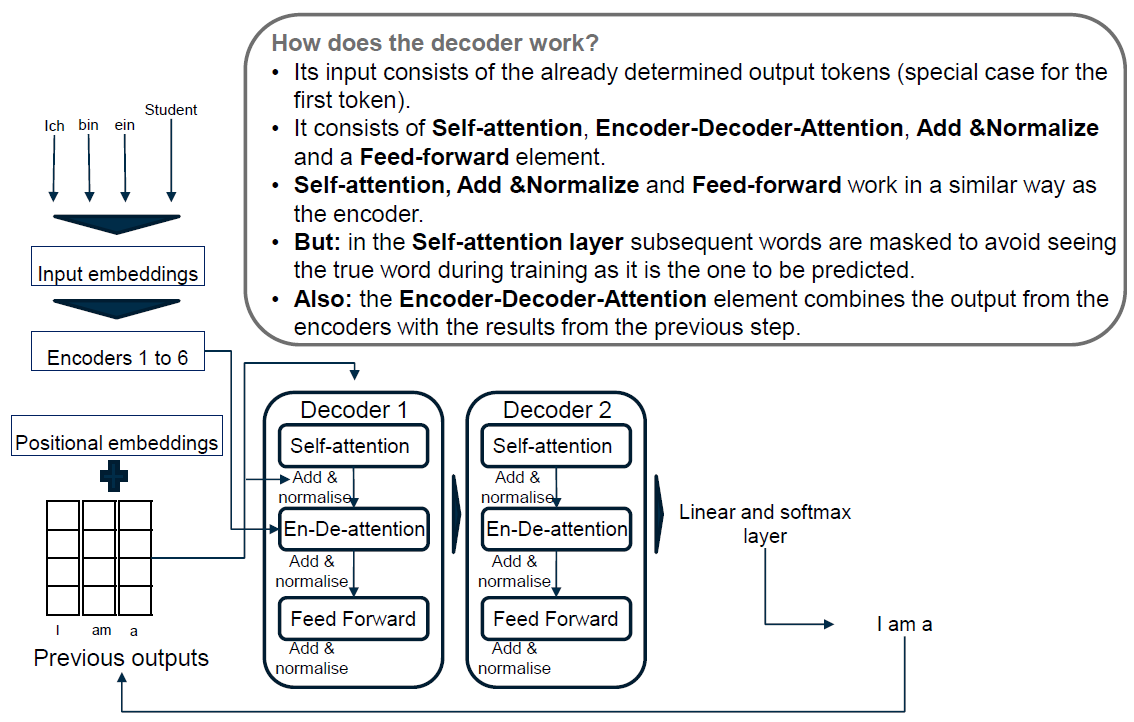 How does the decoder work?
• Its input consists of the already determined output tokens (special case for the
first token).
• It consists of Self-attention, Encoder-Decoder-Attention, Add &Normalize
and a Feed-forward element.
• Self-attention, Add &Normalize and Feed-forward work in a similar way as
the encoder.
• But: in the Self-attention layer subsequent words are masked to avoid seeing
the true word during training as it is the one to be predicted.
• Also: the Encoder-Decoder-Attention element combines the output from the
encoders with the results from the previous step.
Ich bin ein Student
Input embeddings
Encoders 1 to 6
Positional embeddings
I am a
Previous outputs
Decoder 1
Self-attention
Add &
normalise
En-De-attention
Add &
normalise
Feed Forward
Add &
normalise
Decoder 2
Self-attention
Add &
normalise
En-De-attention
Add &
normalise
Feed Forward
Add &
normalise
Linear and softmax
layer
I am a